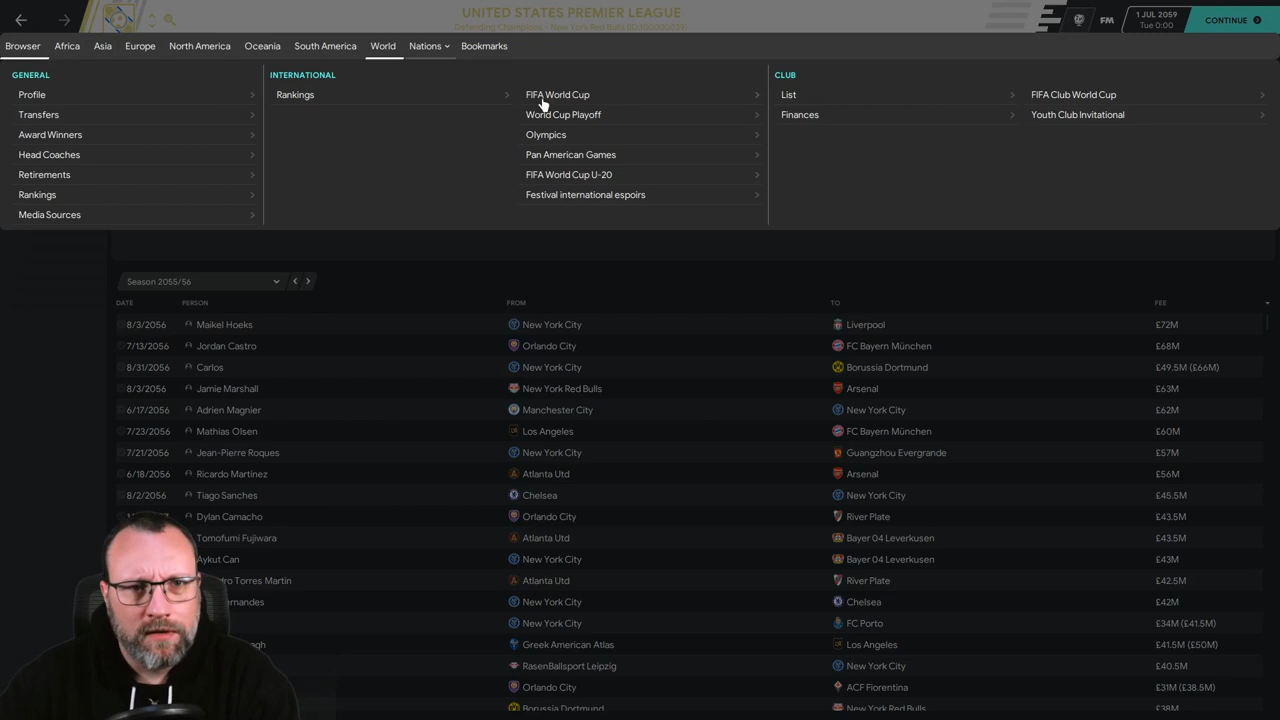 UNITED STATES PREMIER LEAGUE
FM
1 JUL 2059
Tue 0:00
CONTINUE
Browser Africa Asia Europe North America Oceania South America World Nations Bookmarks
GENERAL INTERNATIONAL CLUB
Profile Rankings FIFA World Cup List FIFA Club World Cup
Transfers World Cup Playoff Finances Youth Club Invitational
Award Winners Olympics
Head Coaches Pan American Games
Retirements FIFA World Cup U-20
Rankings Festival international espoirs
Media Sources
Season 2055/56
DATE PERSON FROM TO FEE
8/3/2056 Maikel Hoeks New York City Liverpool £72M
7/13/2056 Jordan Castro Orlando City FC Bayern München £68M
8/31/2056 Carlos New York City Borussia Dortmund £49.5M (£66M)
8/3/2056 Jamie Marshall New York Red Bulls Arsenal £63M
6/17/2056 Adrien Magnier Manchester City New York City £62M
7/23/2056 Mathias Olsen Los Angeles FC Bayern München £60M
7/21/2056 Jean-Pierre Roques New York City Guangzhou Evergrande £57M
6/18/2056 Ricardo Martínez Atlanta Utd Arsenal £56M
8/2/2056 Tiago Sanches Chelsea New York City £45.5M
Dylan Camacho Orlando City River Plate £43.5M
Tomofumi Fujiwara Atlanta Utd Bayer 04 Leverkusen £43.5M
Aykut Can New York City Bayer 04 Leverkusen £43M
Torres Martín Atlanta Utd River Plate £42.5M
New York City Chelsea £42M
New York City FC Porto £34M (£41.5M)
Greek American Atlas Los Angeles £41.5M (£50M)
RasenBallsport Leipzig New York City £40.5M
Orlando City ACF Fiorentina £31M (£38.5M)
Borussia Dortmund New York Red Bulls £38M